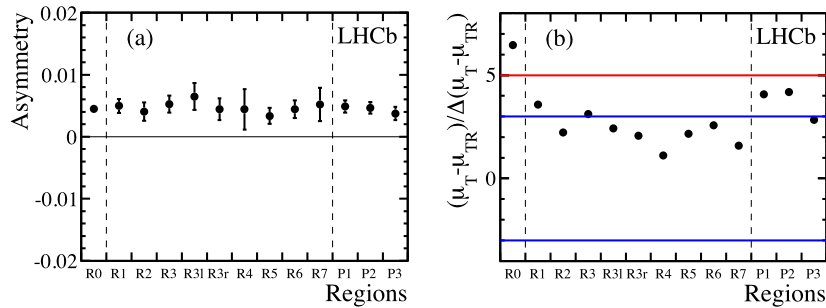 Asymmetry
0.02
0.01
0
-0.01
-0.02
(a)
LHCb
R0 R1 R2 R3 R3l R3r R4 R5 R6 R7 P1 P2 P3
Regions
(μT-μTR)/Δ(μT-μTR)
5
0
(b)
LHCb
R0 R1 R2 R3 R3l R3r R4 R5 R6 R7 P1 P2 P3
Regions